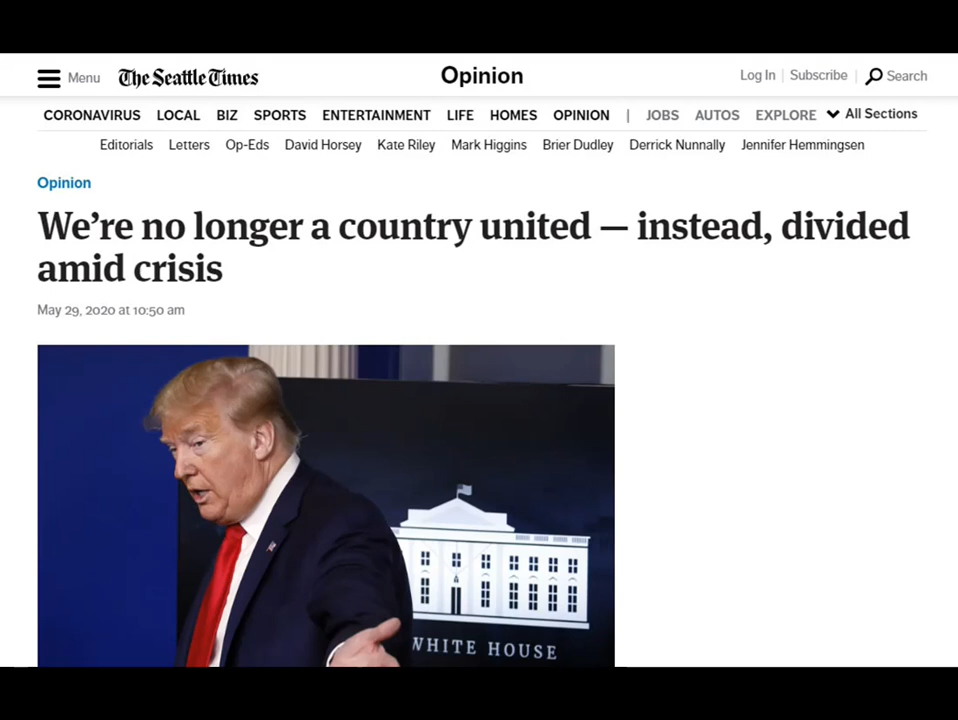 Menu The Seattle Times Opinion Log In | Subscribe | Search
CORONAVIRUS LOCAL BIZ SPORTS ENTERTAINMENT LIFE HOMES OPINION | JOBS AUTOS EXPLORE All Sections
Editorials Letters Op-Eds David Horsey Kate Riley Mark Higgins Brier Dudley Derrick Nunnally Jennifer Hemmingsen
Opinion
We're no longer a country united — instead, divided
amid crisis
May 29, 2020 at 10:50 am
WHITE HOUSE